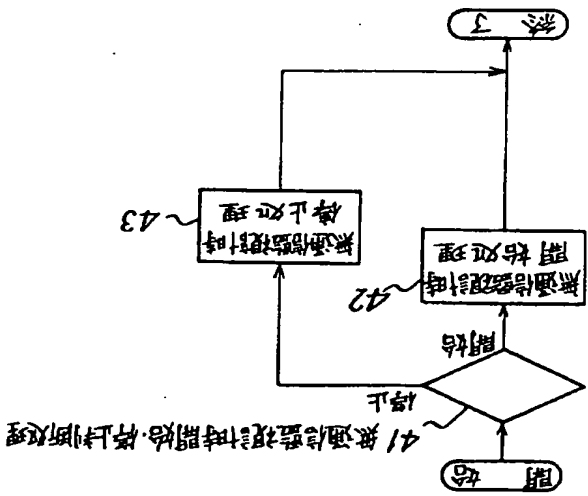 開 始
41 無通信監視計時開始・停止判断処理
停止
開始
42
無通信監視計時
開始処理
無通信監視計時
停止処理
43
終 了